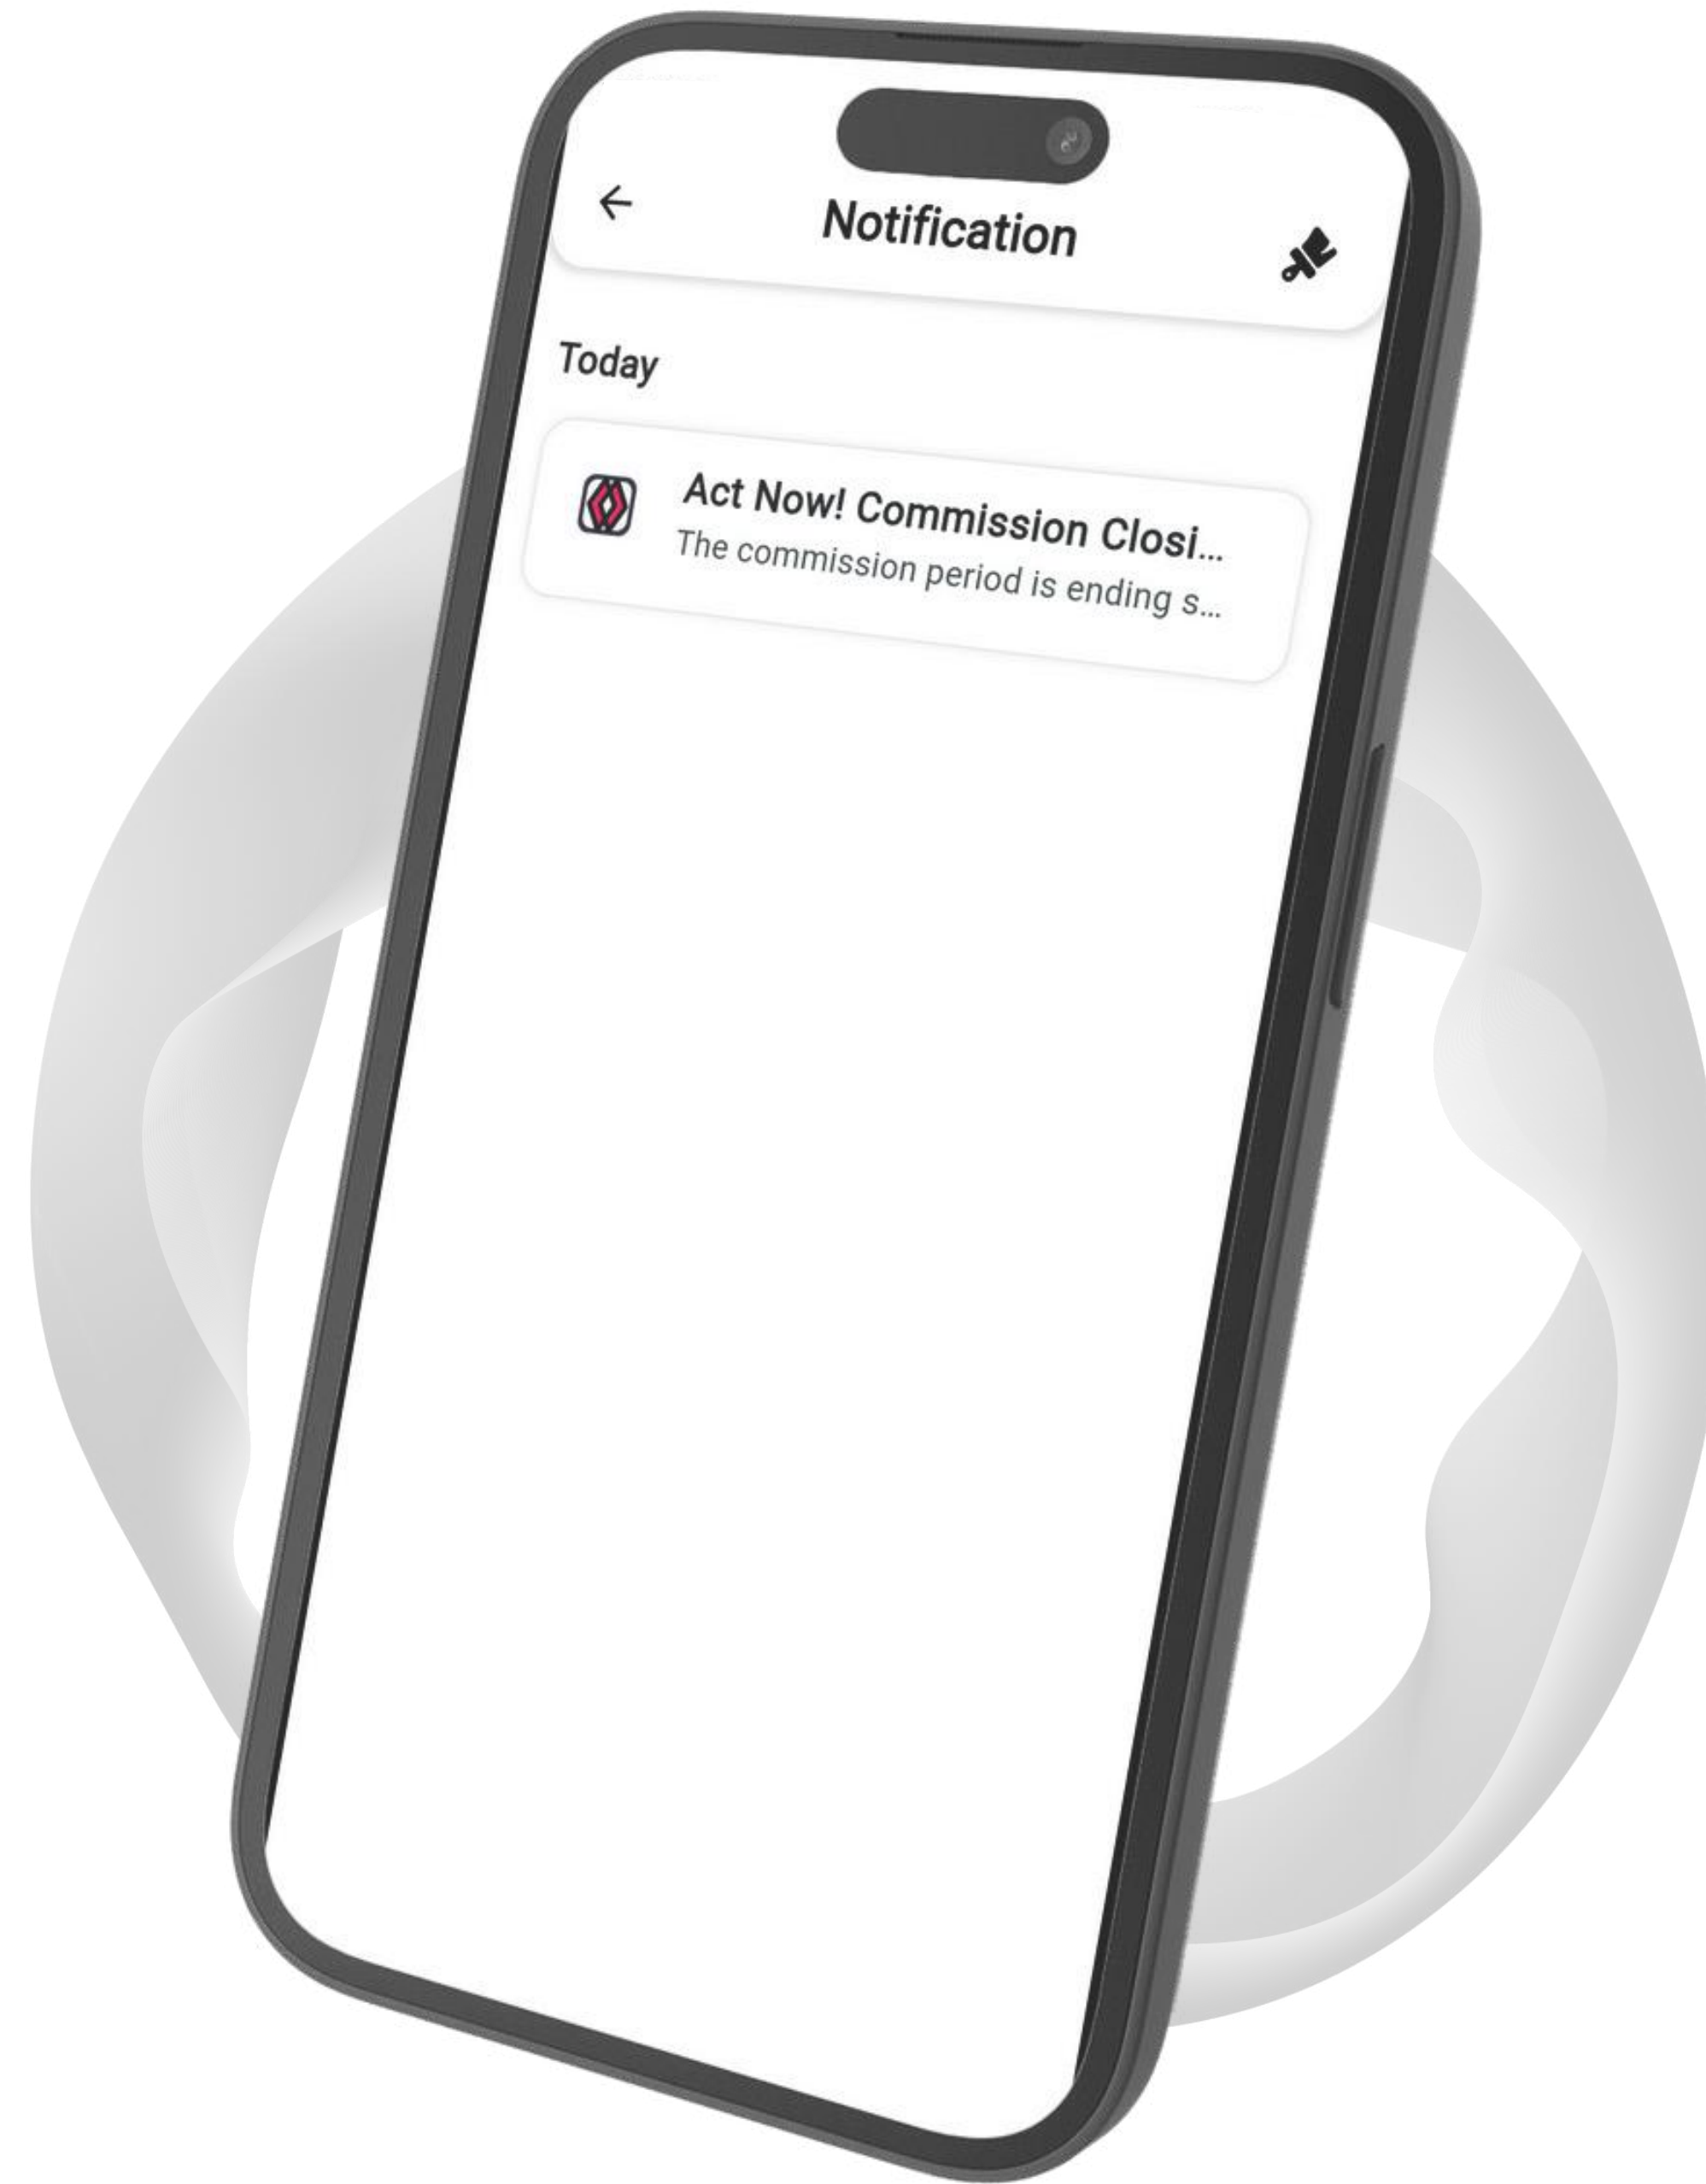 Notification
Today
Act Now! Commission Closi...
The commission period is ending s...